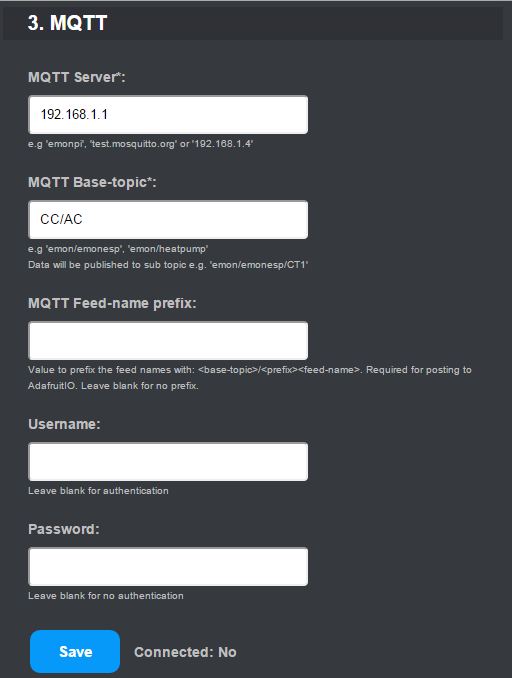 3. MQTT
MQTT Server*:
192.168.1.1
e.g 'emonpi', 'test.mosquitto.org' or '192.168.1.4'
MQTT Base-topic*:
CC/AC
e.g 'emon/emonesp', 'emon/heatpump'
Data will be published to sub topic e.g. 'emon/emonesp/CT1'
MQTT Feed-name prefix:
Value to prefix the feed names with: <base-topic>/<prefix><feed-name>. Required for posting to
AdafruitIO. Leave blank for no prefix.
Username:
Leave blank for authentication
Password:
Leave blank for no authentication
Save Connected: No